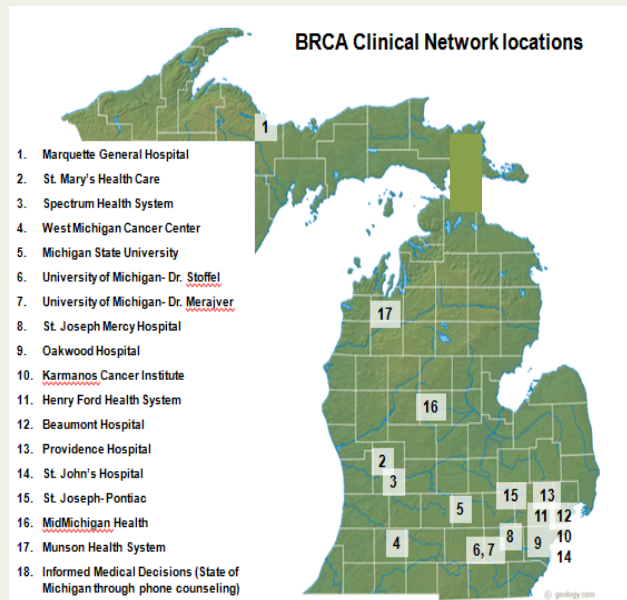 BRCA Clinical Network locations
1
1. Marquette General Hospital
2. St. Mary's Health Care
3. Spectrum Health System
4. West Michigan Cancer Center
5. Michigan State University
6. University of Michigan- Dr. Stoffel
7. University of Michigan- Dr. Merajver
8. St. Joseph Mercy Hospital
9. Oakwood Hospital
10. Karmanos Cancer Institute
11. Henry Ford Health System
12. Beaumont Hospital
13. Providence Hospital
14. St. John's Hospital
15. St. Joseph- Pontiac
16. MidMichigan Health
17. Munson Health System
18. Informed Medical Decisions (State of
Michigan through phone counseling)
17
16
2
3
15 13
5
11 12
8
10
4
6, 7
9
14
© geology.com